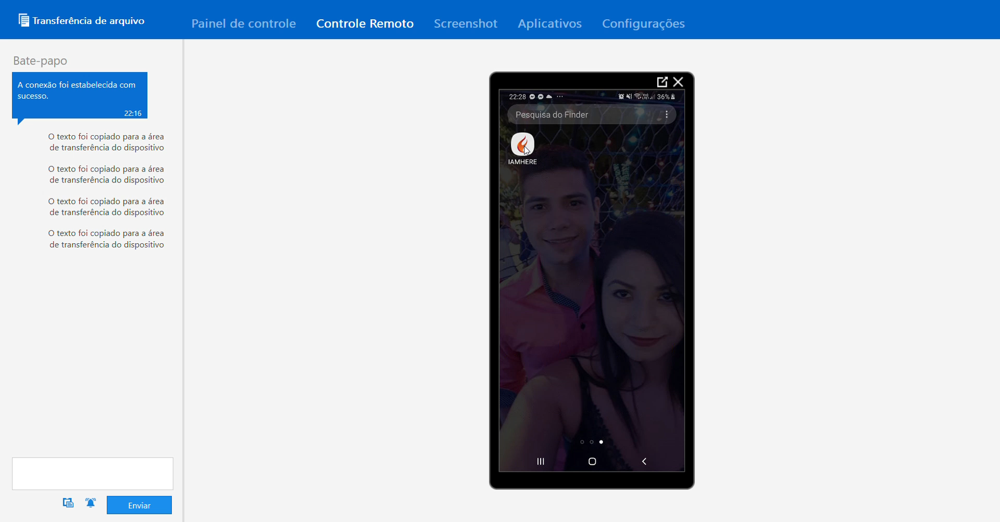 Transferência de arquivo
Painel de controle Controle Remoto Screenshot Aplicativos Configurações
Bate-papo
A conexão foi estabelecida com
sucesso.
22:16
O texto foi copiado para a área
de transferência do dispositivo
O texto foi copiado para a área
de transferência do dispositivo
O texto foi copiado para a área
de transferência do dispositivo
O texto foi copiado para a área
de transferência do dispositivo
Enviar
22:28 36%
Pesquisa do Finder
IAMHERE